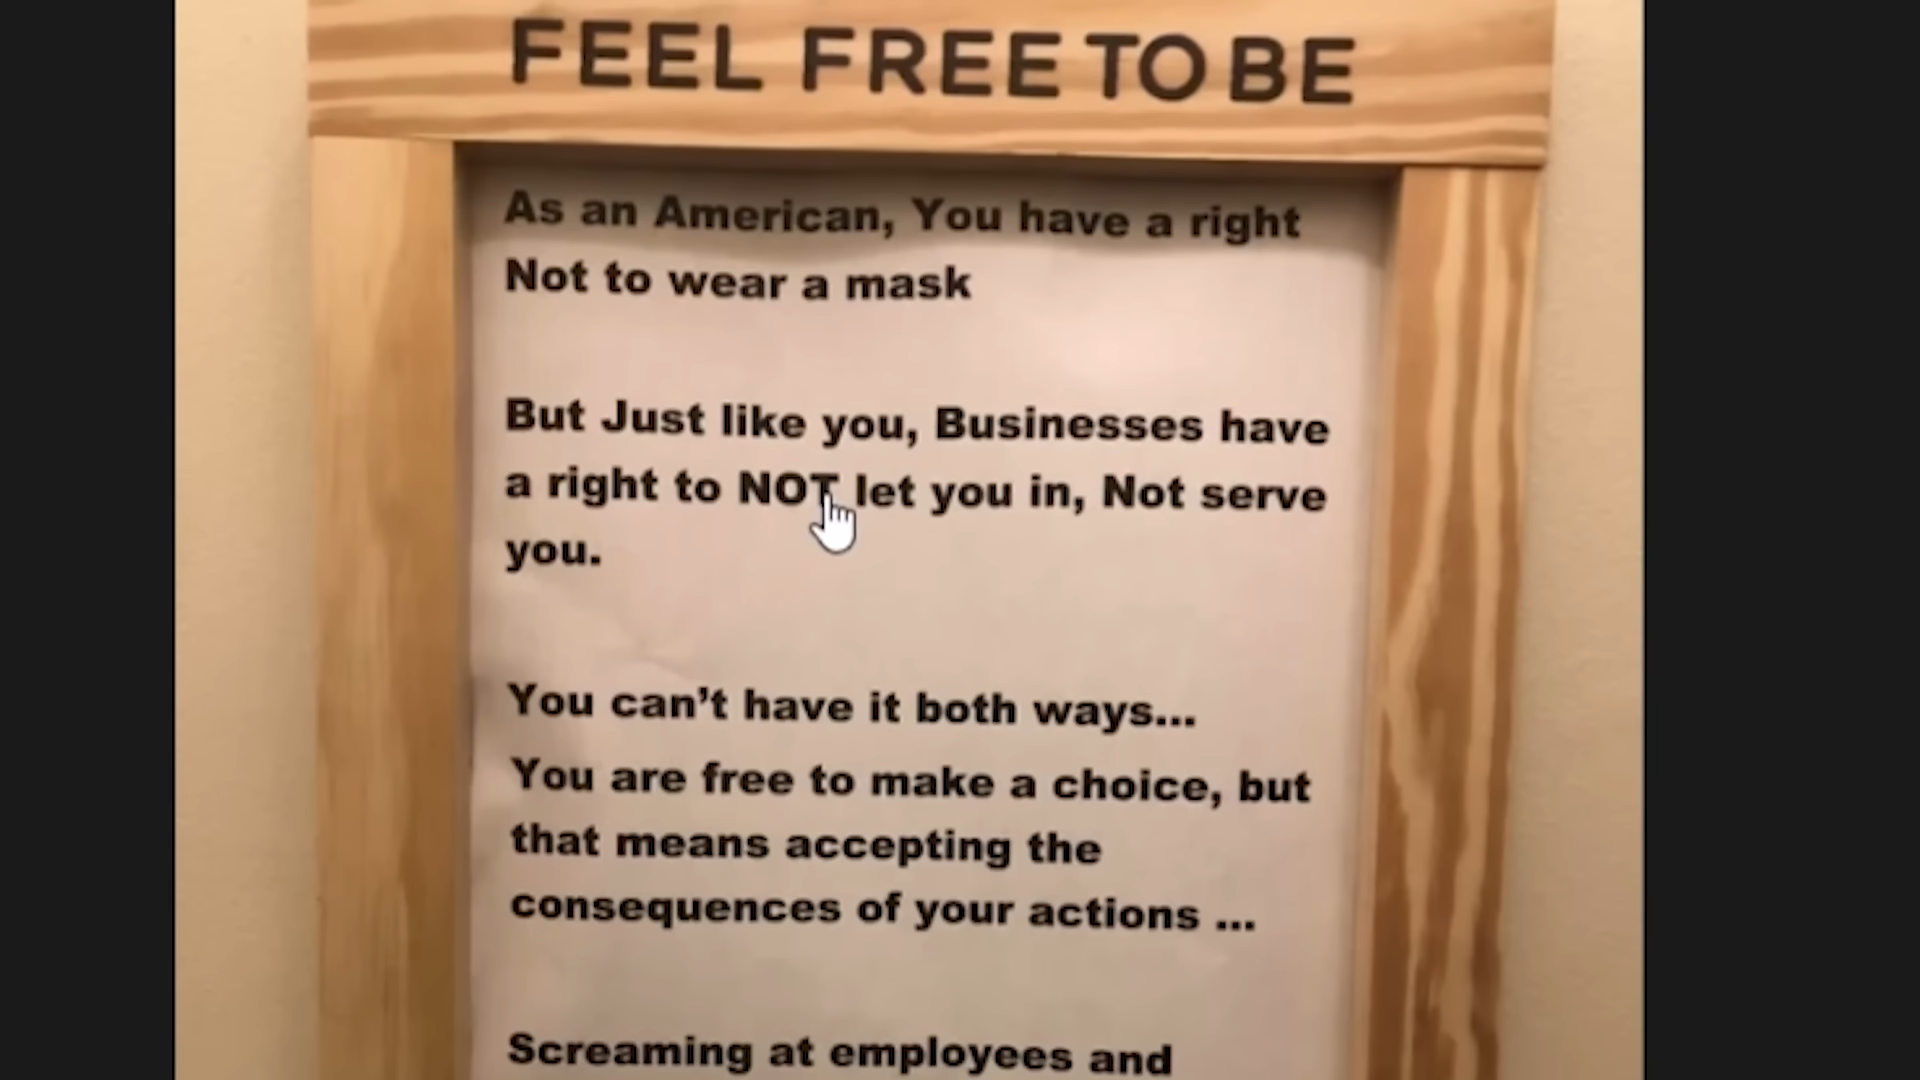 FEEL FREE TO BE
As an American, You have a right
Not to wear a mask
But Just like you, Businesses have
a right to NOT let you in, Not serve
you.
You can’t have it both ways...
You are free to make a choice, but
that means accepting the
consequences of your actions ...
Screaming at employees and